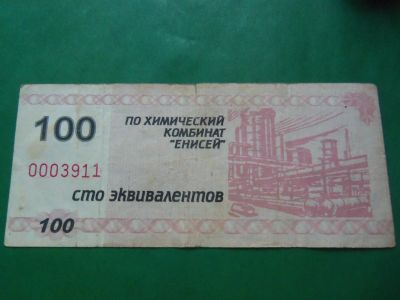 100
ПО ХИМИЧЕСКИЙ
КОМБИНАТ
"ЕНИСЕЙ"
0003911
СТО ЭКВИВАЛЕНТОВ
100